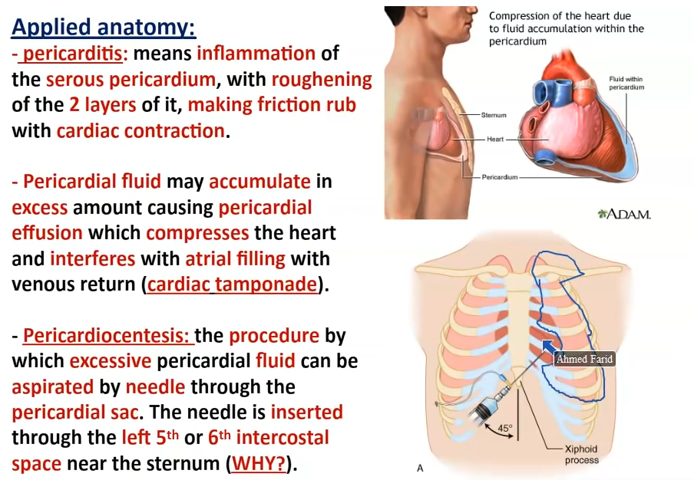 Applied anatomy:
- pericarditis: means inflammation of
the serous pericardium, with roughening
of the 2 layers of it, making friction rub
with cardiac contraction.
- Pericardial fluid may accumulate in
excess amount causing pericardial
effusion which compresses the heart
and interferes with atrial filling with
venous return (cardiac tamponade).
- Pericardiocentesis: the procedure by
which excessive pericardial fluid can be
aspirated by needle through the
pericardial sac. The needle is inserted
through the left 5th or 6th intercostal
space near the sternum (WHY?).
Compression of the heart due
to fluid accumulation within the
pericardium
Fluid within
pericardium
Sternum
Heart
Pericardium
ADAM.
Ahmed Farid
45°
Xiphoid
process
A